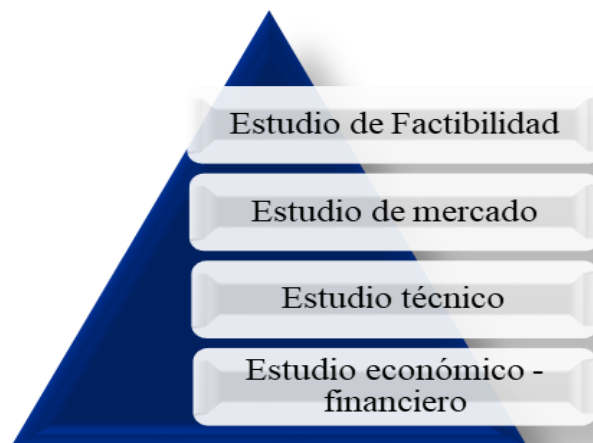 Estudio de Factibilidad
Estudio de mercado
Estudio técnico
Estudio económico -
financiero